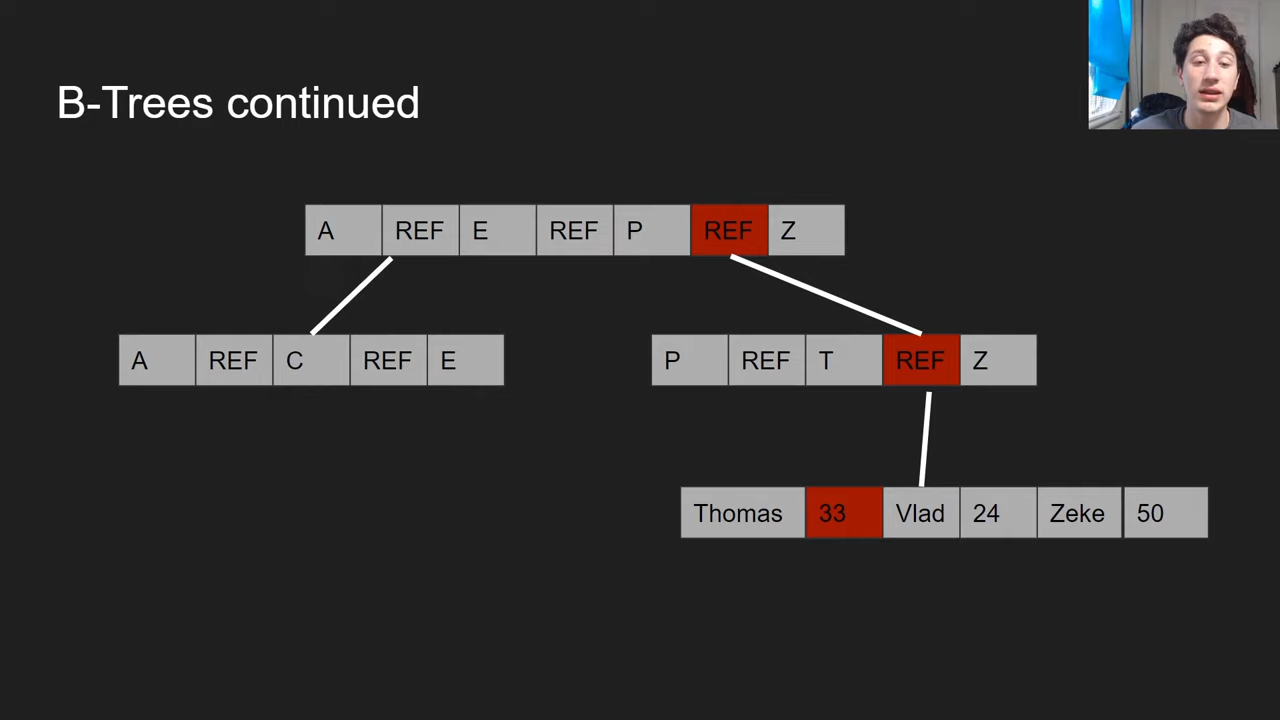 B-Trees continued
A REF E REF P REF Z
A REF C REF E P REF T REF Z
Thomas 33 Vlad 24 Zeke 50